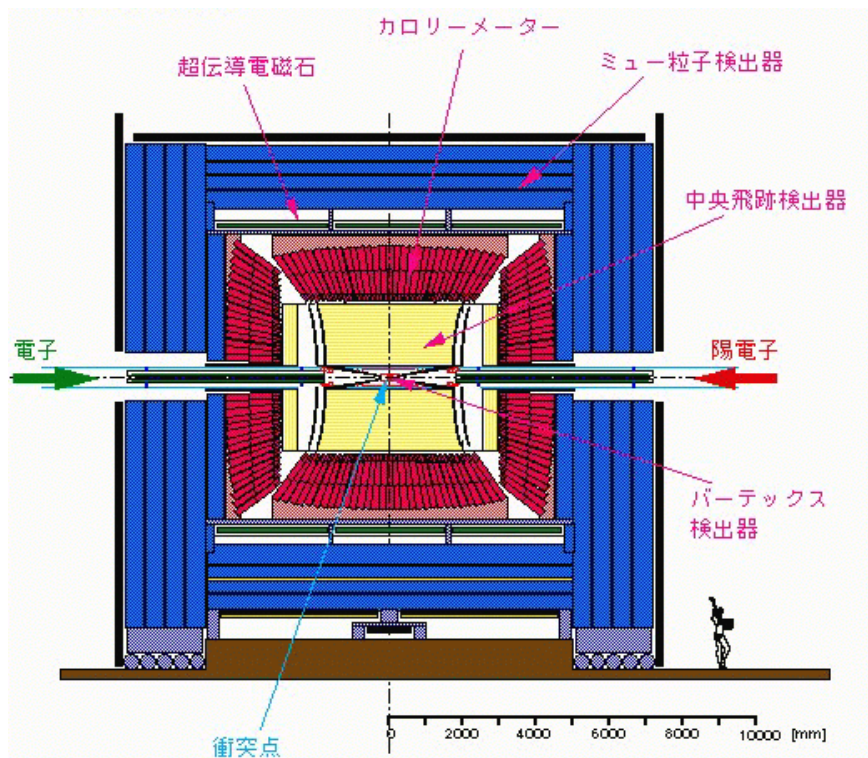 カロリーメーター
超伝導電磁石
ミュー粒子検出器
中央飛跡検出器
電子
陽電子
バーテックス
検出器
衝突点
0 2000 4000 6000 8000 10000 [mm]